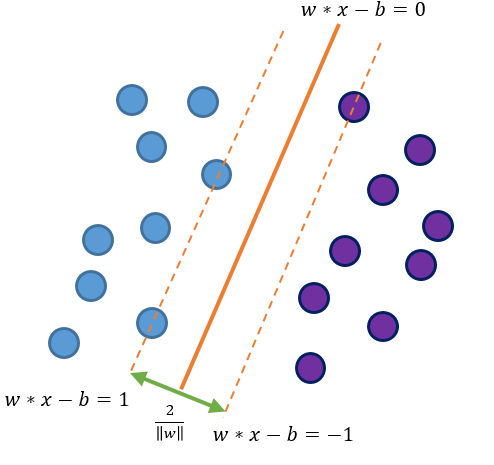 w * x − b = 0
w * x − b = 1
2
‖w‖
w * x − b = −1